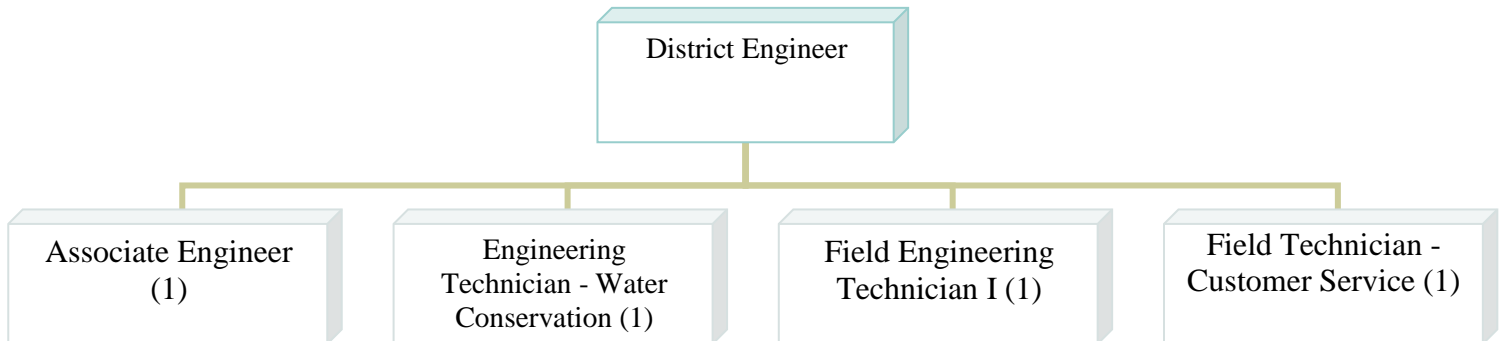 District Engineer
Associate Engineer
(1)
Engineering
Technician - Water
Conservation (1)
Field Engineering
Technician I (1)
Field Technician -
Customer Service (1)